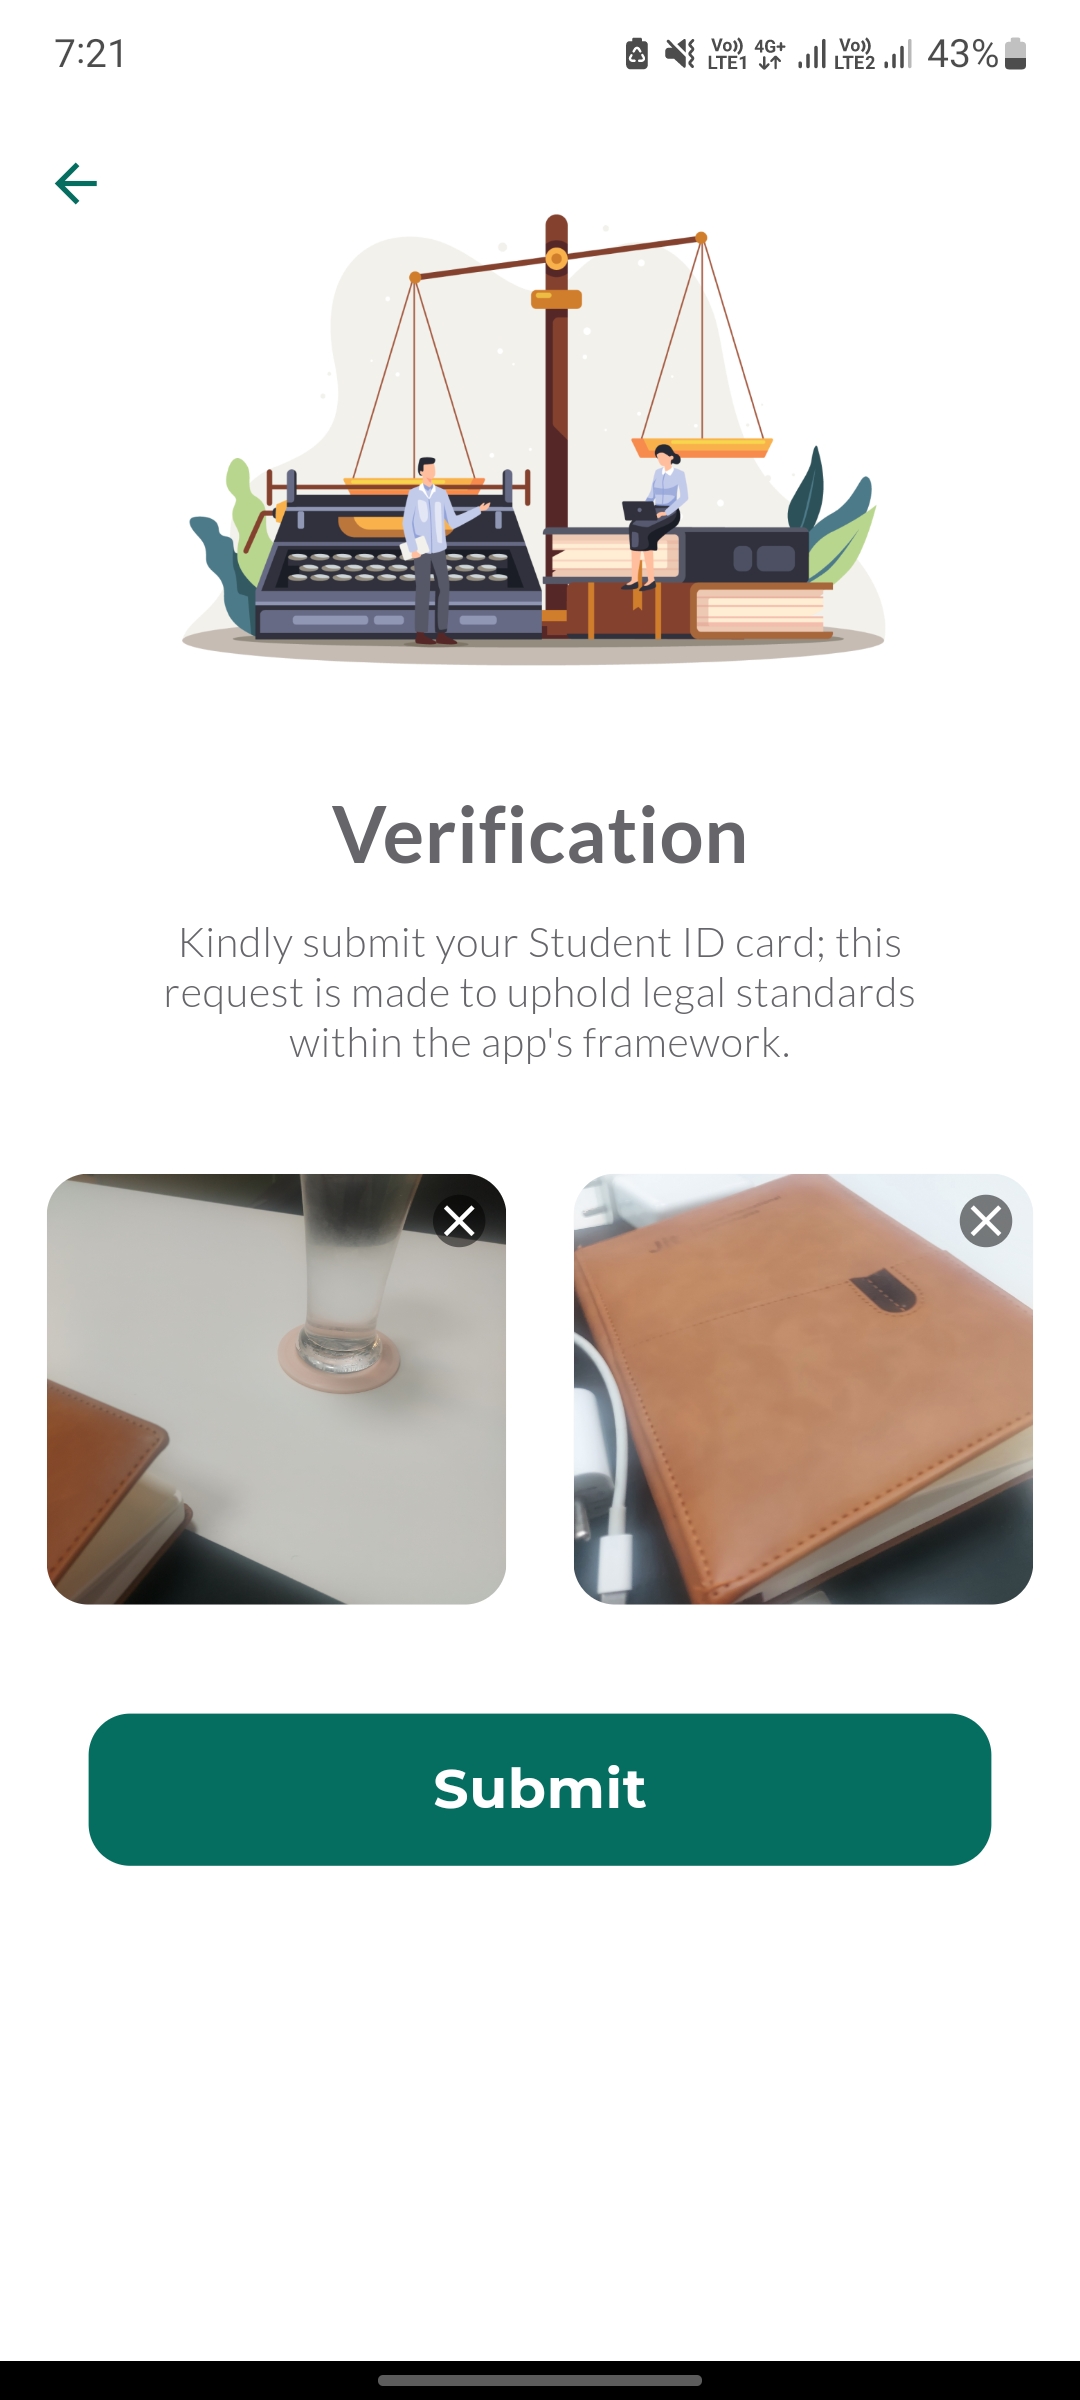 7:21
Vo)) LTE1 4G+ Vo)) LTE2 43%
Verification
Kindly submit your Student ID card; this
request is made to uphold legal standards
within the app's framework.
Submit